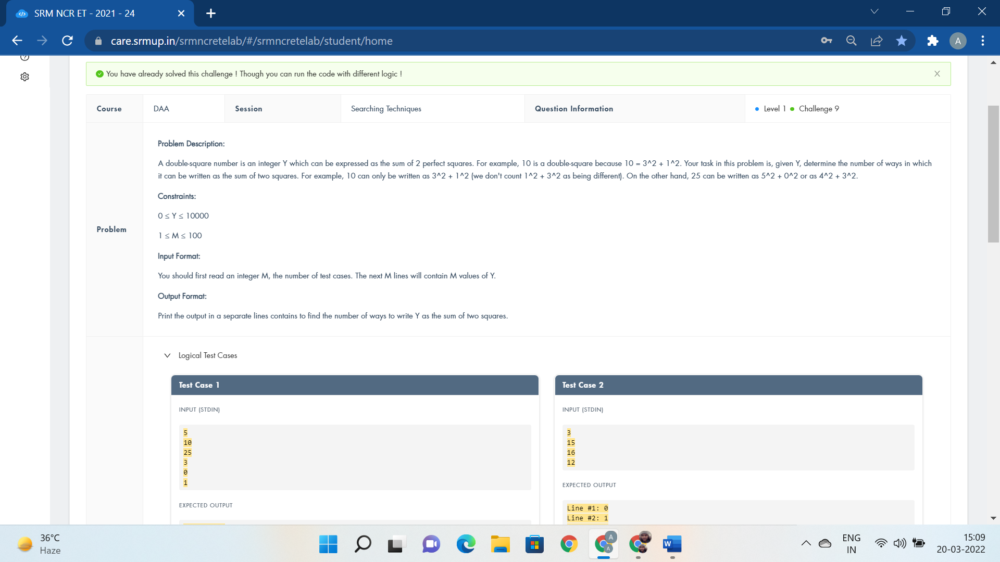 SRM NCR ET - 2021 - 24
care.srmup.in/srmncretelab/#/srmncretelab/student/home
A
You have already solved this challenge ! Though you can run the code with different logic !
Course DAA Session Searching Techniques Question Information Level 1 Challenge 9
Problem
Problem Description:
A double-square number is an integer Y which can be expressed as the sum of 2 perfect squares. For example, 10 is a double-square because 10 = 3^2 + 1^2. Your task in this problem is, given Y, determine the number of ways in which
it can be written as the sum of two squares. For example, 10 can only be written as 3^2 + 1^2 (we don't count 1^2 + 3^2 as being different). On the other hand, 25 can be written as 5^2 + 0^2 or as 4^2 + 3^2.
Constraints:
0 ≤ Y ≤ 10000
1 ≤ M ≤ 100
Input Format:
You should first read an integer M, the number of test cases. The next M lines will contain M values of Y.
Output Format:
Print the output in a separate lines contains to find the number of ways to write Y as the sum of two squares.
Logical Test Cases
Test Case 1
INPUT (STDIN)
5
10
25
3
0
1
EXPECTED OUTPUT
Test Case 2
INPUT (STDIN)
3
15
16
12
EXPECTED OUTPUT
Line #1: 0
Line #2: 1
36°C
Haze
A
A
W
ENG
IN
15:09
20-03-2022